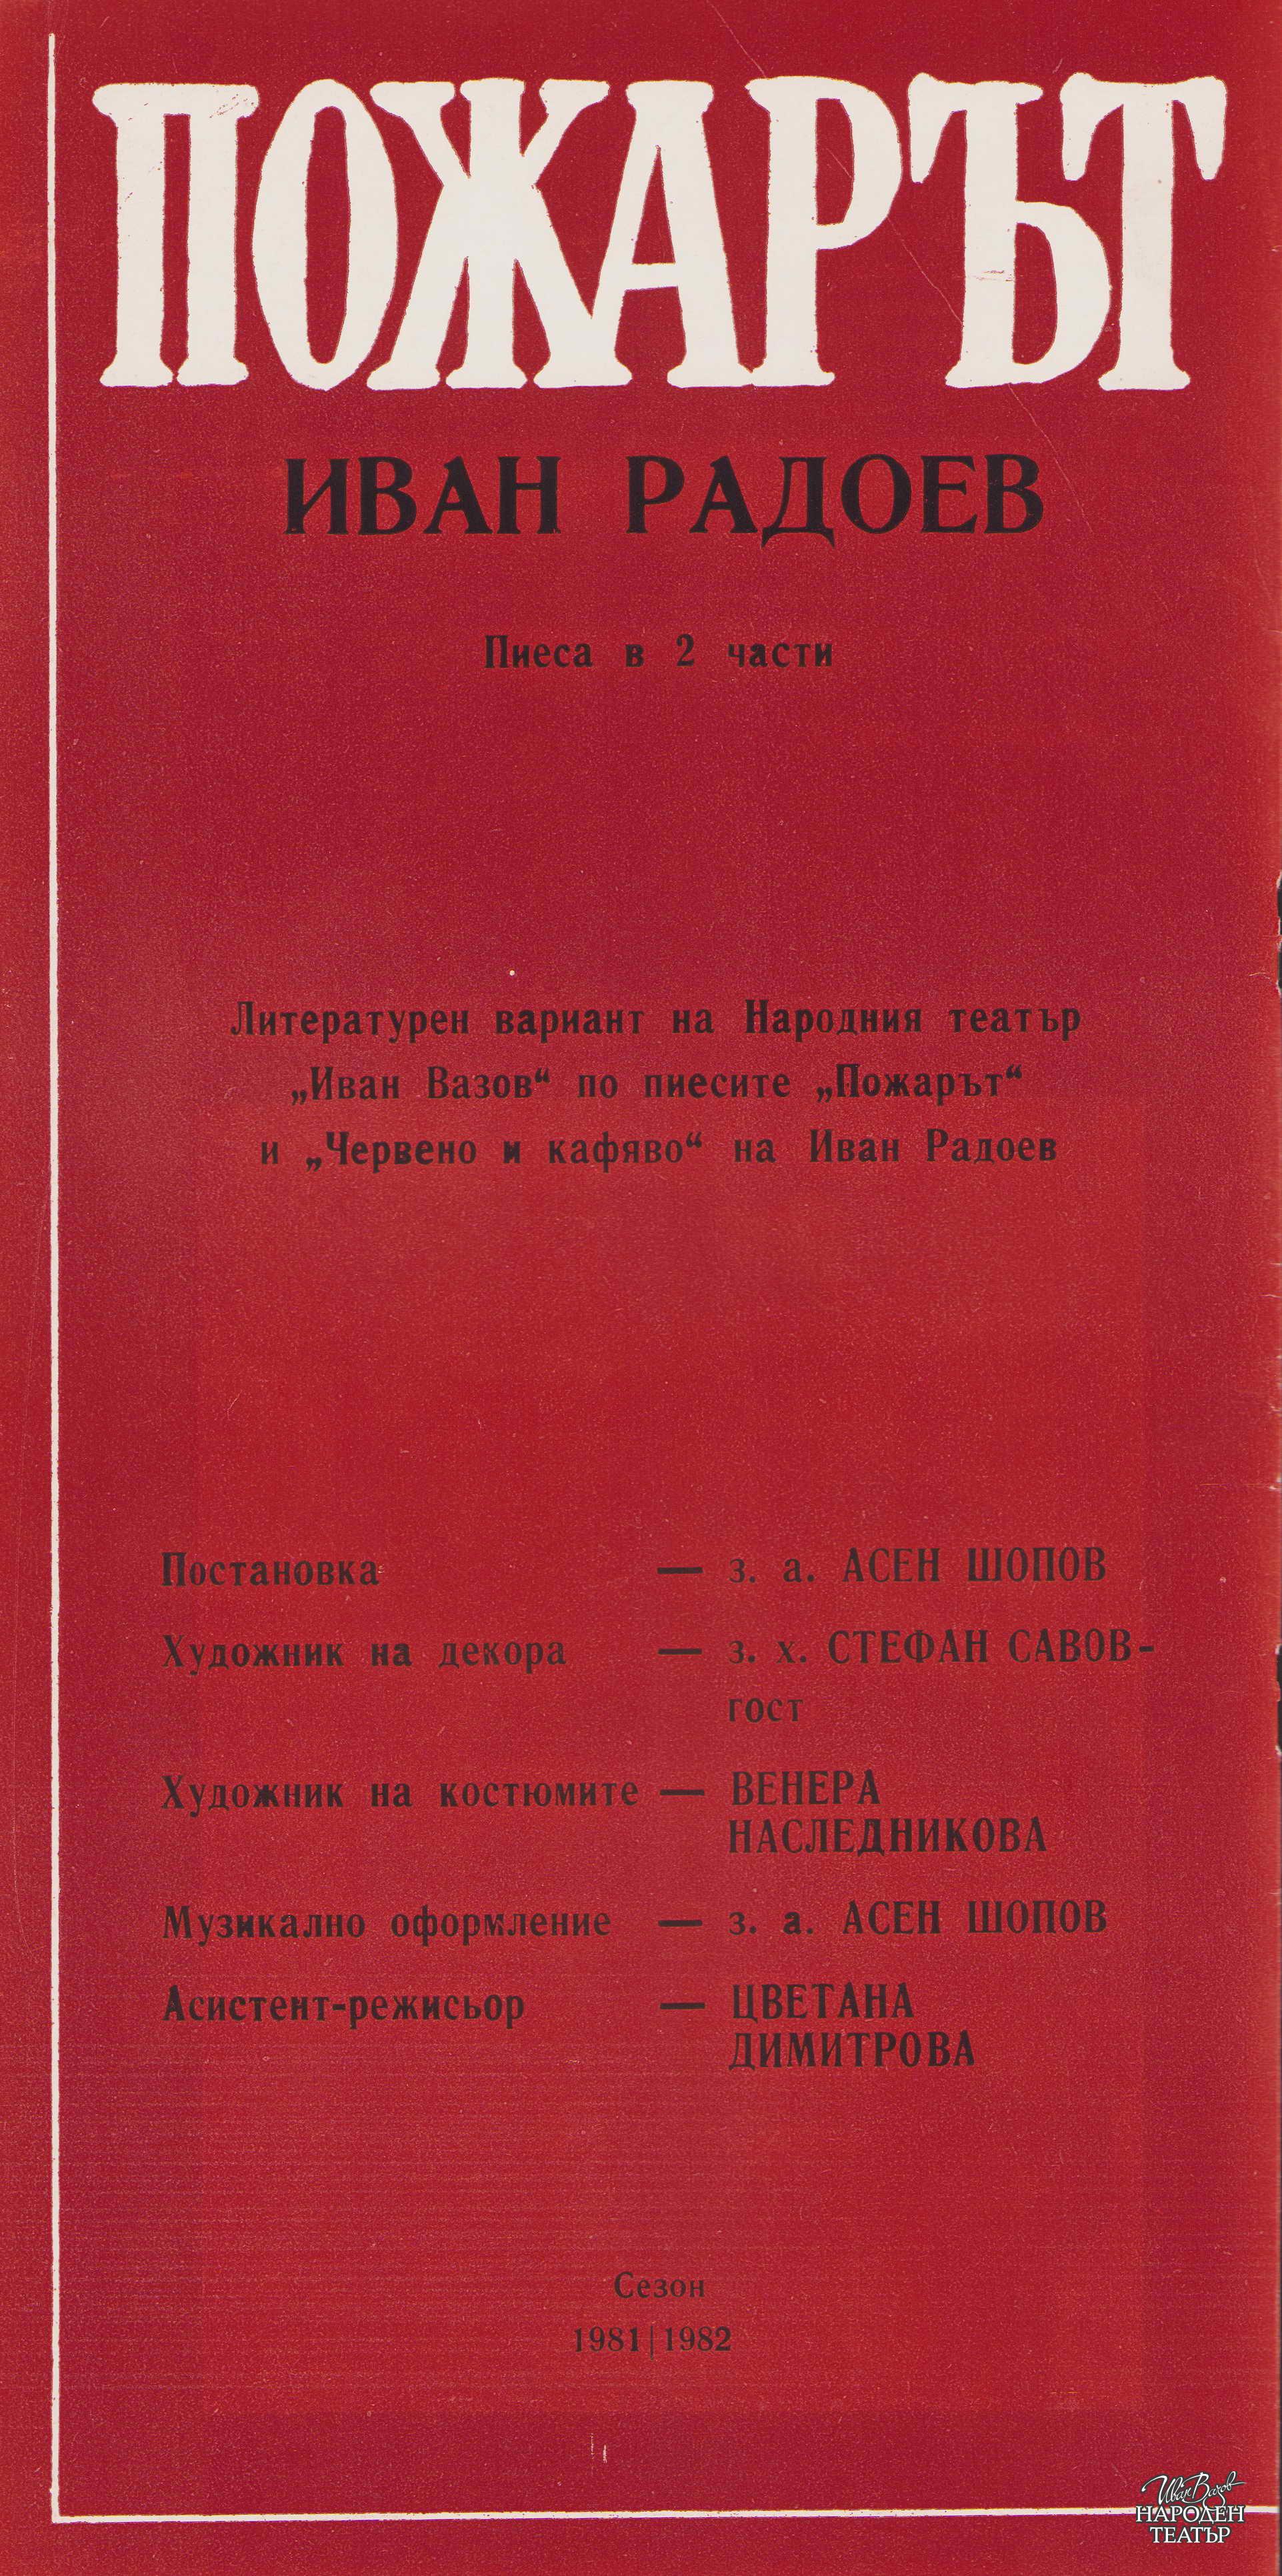 ПОЖАРЪТ
ИВАН РАДОЕВ
Пиеса в 2 части
Литературен вариант на Народния театър
„Иван Вазов“ по пиесите „Пожарът“
и „Червено и кафяво“ на Иван Радоев
Постановка — з. а. АСЕН ШОПОВ
Художник на декора — з. х. СТЕФАН САВОВ-
гост
Художник на костюмите — ВЕНЕРА
НАСЛЕДНИКОВА
Музикално оформление — з. а. АСЕН ШОПОВ
Асистент-режисьор — ЦВЕТАНА
ДИМИТРОВА
Сезон
1981|1982
Иван Вазов
НАРОДЕН
ТЕАТЪР